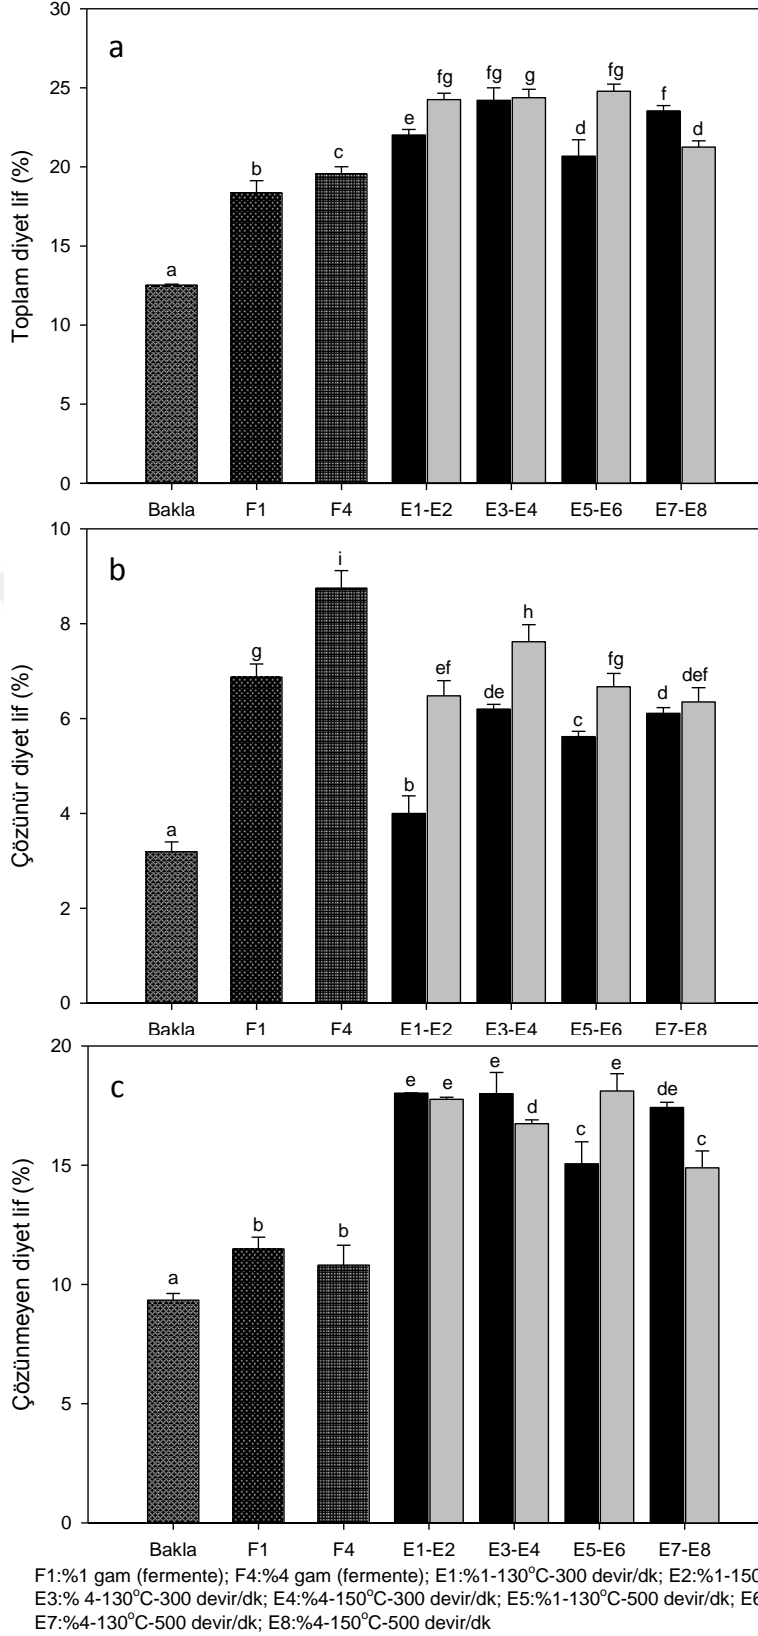 30
a
25
20
15
10
5
0
Toplam diyet lif (%)
a b c e fg fg g d fg f d
Bakla F1 F4 E1-E2 E3-E4 E5-E6 E7-E8
10
b
8
6
4
2
0
Çözünür diyet lif (%)
a g i b ef de h c fg d def
Bakla F1 F4 E1-E2 E3-E4 E5-E6 E7-E8
20
c
15
10
5
0
Çözünmeyen diyet lif (%)
a b b e e e d c e de c
Bakla F1 F4 E1-E2 E3-E4 E5-E6 E7-E8
F1:%1 gam (fermente); F4:%4 gam (fermente); E1:%1-130°C-300 devir/dk; E2:%1-150
E3:% 4-130°C-300 devir/dk; E4:%4-150°C-300 devir/dk; E5:%1-130°C-500 devir/dk;
E7:%4-130°C-500 devir/dk; E8:%4-150°C-500 devir/dk